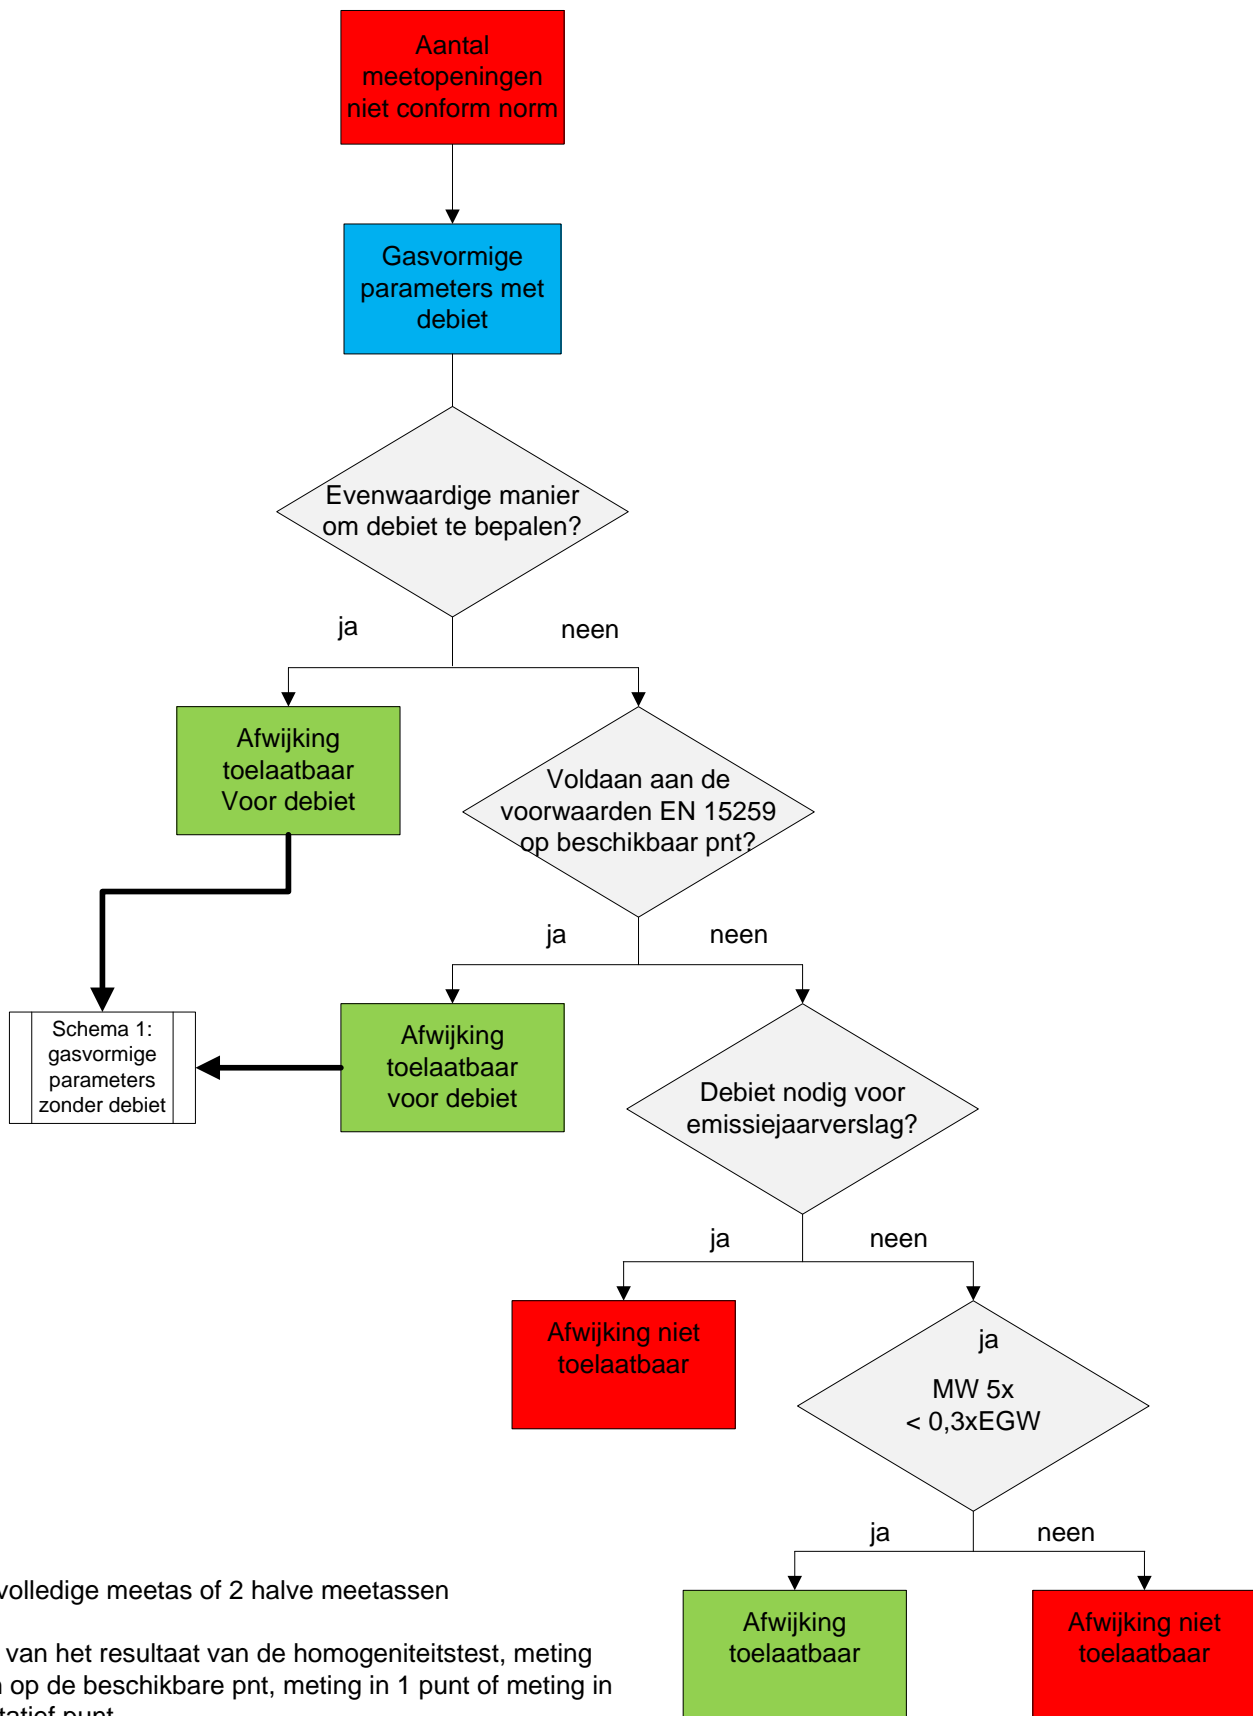 Aantal
meetopeningen
niet conform norm
Gasvormige
parameters met
debiet
Evenwaardige manier
om debiet te bepalen?
ja
neen
Afwijking
toelaatbaar
Voor debiet
Voldaan aan de
voorwaarden EN 15259
op beschikbaar pnt?
ja
neen
Schema 1:
gasvormige
parameters
zonder debiet
Afwijking
toelaatbaar
voor debiet
Debiet nodig voor
emissiejaarverslag?
ja
neen
Afwijking niet
toelaatbaar
ja
MW 5x
< 0,3xEGW
ja
neen
volledige meetas of 2 halve meetassen
van het resultaat van de homogeniteitstest, meting
op de beschikbare pnt, meting in 1 punt of meting in
punt
Afwijking
toelaatbaar
Afwijking niet
toelaatbaar